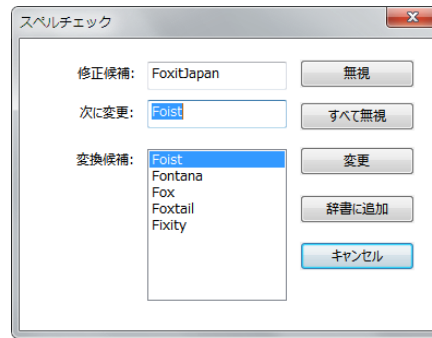 スペルチェック
修正候補: FoxitJapan 無視
次に変更: Foist すべて無視
変換候補: Foist 変更
Fontana
Fox
Foxtail 辞書に追加
Fixity
キャンセル